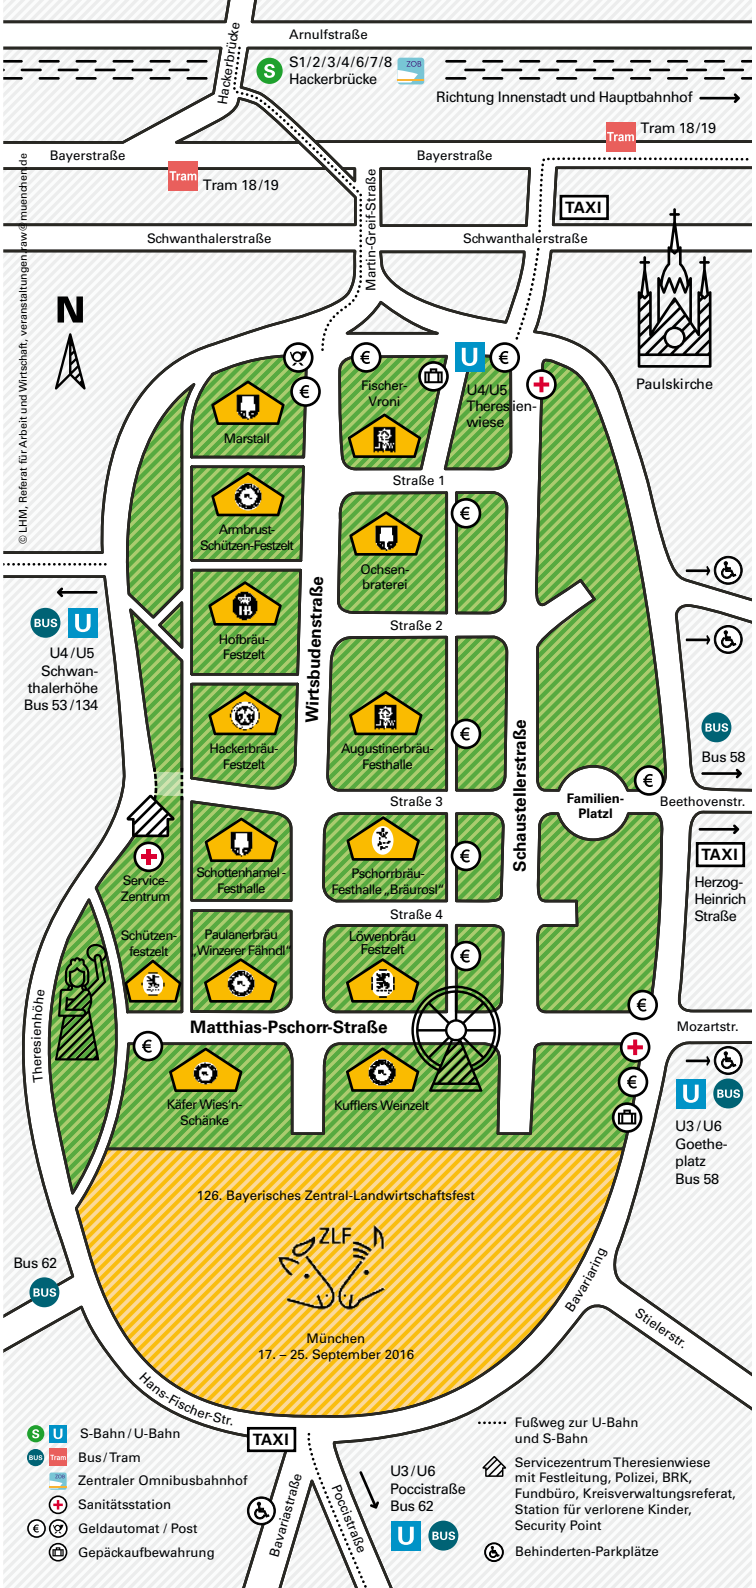 Arnulfstraße
Hackerbrücke
S
S1/2/3/4/6/7/8
Hackerbrücke
ZOB
Richtung Innenstadt und Hauptbahnhof
Tram
Tram 18/19
Bayerstraße
Bayerstraße
Tram
Tram 18/19
TAXI
Martin-Greif-Straße
Schwanthalerstraße
Schwanthalerstraße
© LHM, Referat für Arbeit und Wirtschaft, veranstaltungen.raw@muenchen.de
N
Paulskirche
€
€
U
€
U4/U5
Theresien-
wiese
Fischer-
Vroni
Marstall
Straße 1
Armbrust-
Schützen-Festzelt
€
Ochsen-
braterei
Wirtsbudenstraße
BUS
U
U4/U5
Schwan-
thalerhöhe
Bus 53/134
Hofbräu-
Festzelt
Straße 2
Hackerbräu-
Festzelt
Augustinerbräu-
Festhalle
€
Schaustellerstraße
BUS
Bus 58
€
Straße 3
Familien-
Platzl
Beethovenstr.
TAXI
Herzog-
Heinrich
Straße
Service-
Zentrum
Schottenhamel-
Festhalle
Pschorrbräu-
Festhalle „Bräurosl“
€
Straße 4
Schützen-
festzelt
Paulanerbräu
„Winzerer Fähndl“
Löwenbräu
Festzelt
€
Theresienhöhe
€
Matthias-Pschorr-Straße
Mozartstr.
€
Käfer Wies'n-
Schänke
Kufflers Weinzelt
€
U
BUS
U3/U6
Goethe-
platz
Bus 58
126. Bayerisches Zentral-Landwirtschaftsfest
ZLF
München
17. – 25. September 2016
Bus 62
BUS
Bavariaring
Stielerstr.
Hans-Fischer-Str.
TAXI
Bavariastraße
Poccistraße
U3/U6
Poccistraße
Bus 62
U
BUS
S
U
S-Bahn/U-Bahn
BUS
Tram
Bus/Tram
ZOB
Zentraler Omnibusbahnhof
Sanitätsstation
€
Geldautomat / Post
Gepäckaufbewahrung
Fußweg zur U-Bahn
und S-Bahn
Servicezentrum Theresienwiese
mit Festleitung, Polizei, BRK,
Fundbüro, Kreisverwaltungsreferat,
Station für verlorene Kinder,
Security Point
Behinderten-Parkplätze